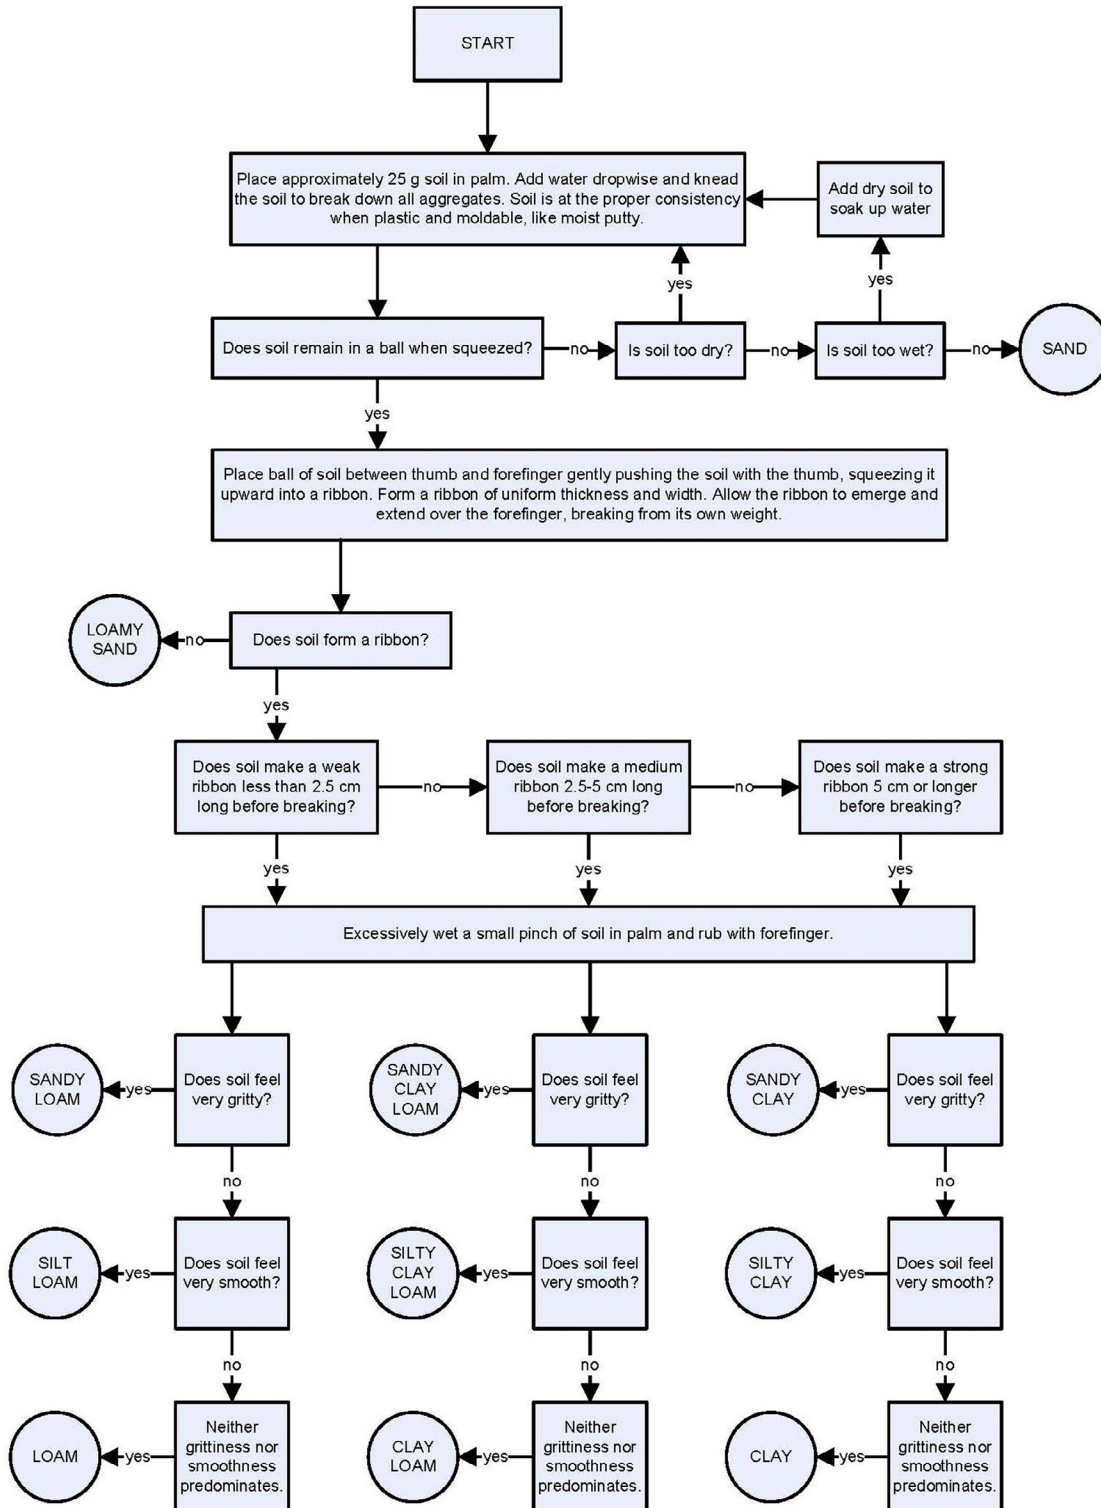 START
Place approximately 25 g soil in palm. Add water dropwise and knead
the soil to break down all aggregates. Soil is at the proper consistency
when plastic and moldable, like moist putty.
Add dry soil to
soak up water
yes
yes
Does soil remain in a ball when squeezed?
no
Is soil too dry?
no
Is soil too wet?
no
SAND
yes
Place ball of soil between thumb and forefinger gently pushing the soil with the thumb, squeezing it
upward into a ribbon. Form a ribbon of uniform thickness and width. Allow the ribbon to emerge and
extend over the forefinger, breaking from its own weight.
LOAMY
SAND
no
Does soil form a ribbon?
yes
Does soil make a weak
ribbon less than 2.5 cm
long before breaking?
no
Does soil make a medium
ribbon 2.5-5 cm long
before breaking?
no
Does soil make a strong
ribbon 5 cm or longer
before breaking?
yes
yes
yes
Excessively wet a small pinch of soil in palm and rub with forefinger.
SANDY
LOAM
yes
Does soil feel
very gritty?
SANDY
CLAY
LOAM
yes
Does soil feel
very gritty?
SANDY
CLAY
yes
Does soil feel
very gritty?
no
no
no
SILT
LOAM
yes
Does soil feel
very smooth?
SILTY
CLAY
LOAM
yes
Does soil feel
very smooth?
SILTY
CLAY
yes
Does soil feel
very smooth?
no
no
no
LOAM
yes
Neither
grittiness nor
smoothness
predominates.
CLAY
LOAM
yes
Neither
grittiness nor
smoothness
predominates.
CLAY
yes
Neither
grittiness nor
smoothness
predominates.